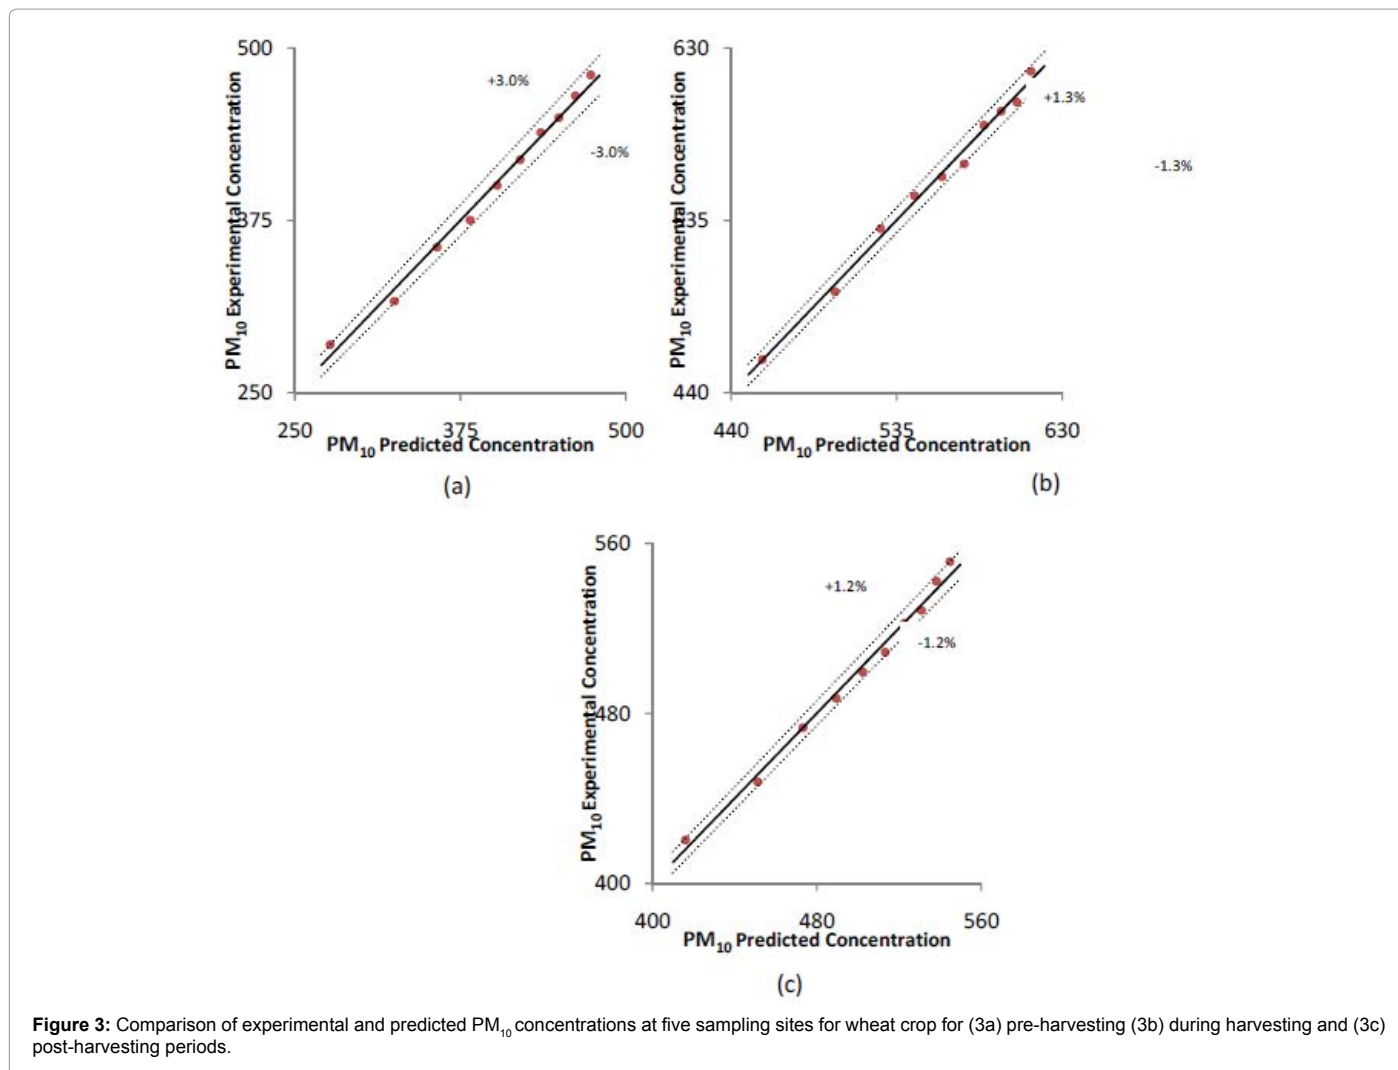 500
PM10 Experimental Concentration
+3.0%
-3.0%
375
250
250
375
500
PM10 Predicted Concentration
(a)
630
PM10 Experimental Concentration
+1.3%
-1.3%
535
440
440
535
630
PM10 Predicted Concentration
(b)
560
PM10 Experimental Concentration
+1.2%
-1.2%
480
400
400
480
560
PM10 Predicted Concentration
(c)
Figure 3: Comparison of experimental and predicted PM10 concentrations at five sampling sites for wheat crop for (3a) pre-harvesting (3b) during harvesting and (3c)
post-harvesting periods.